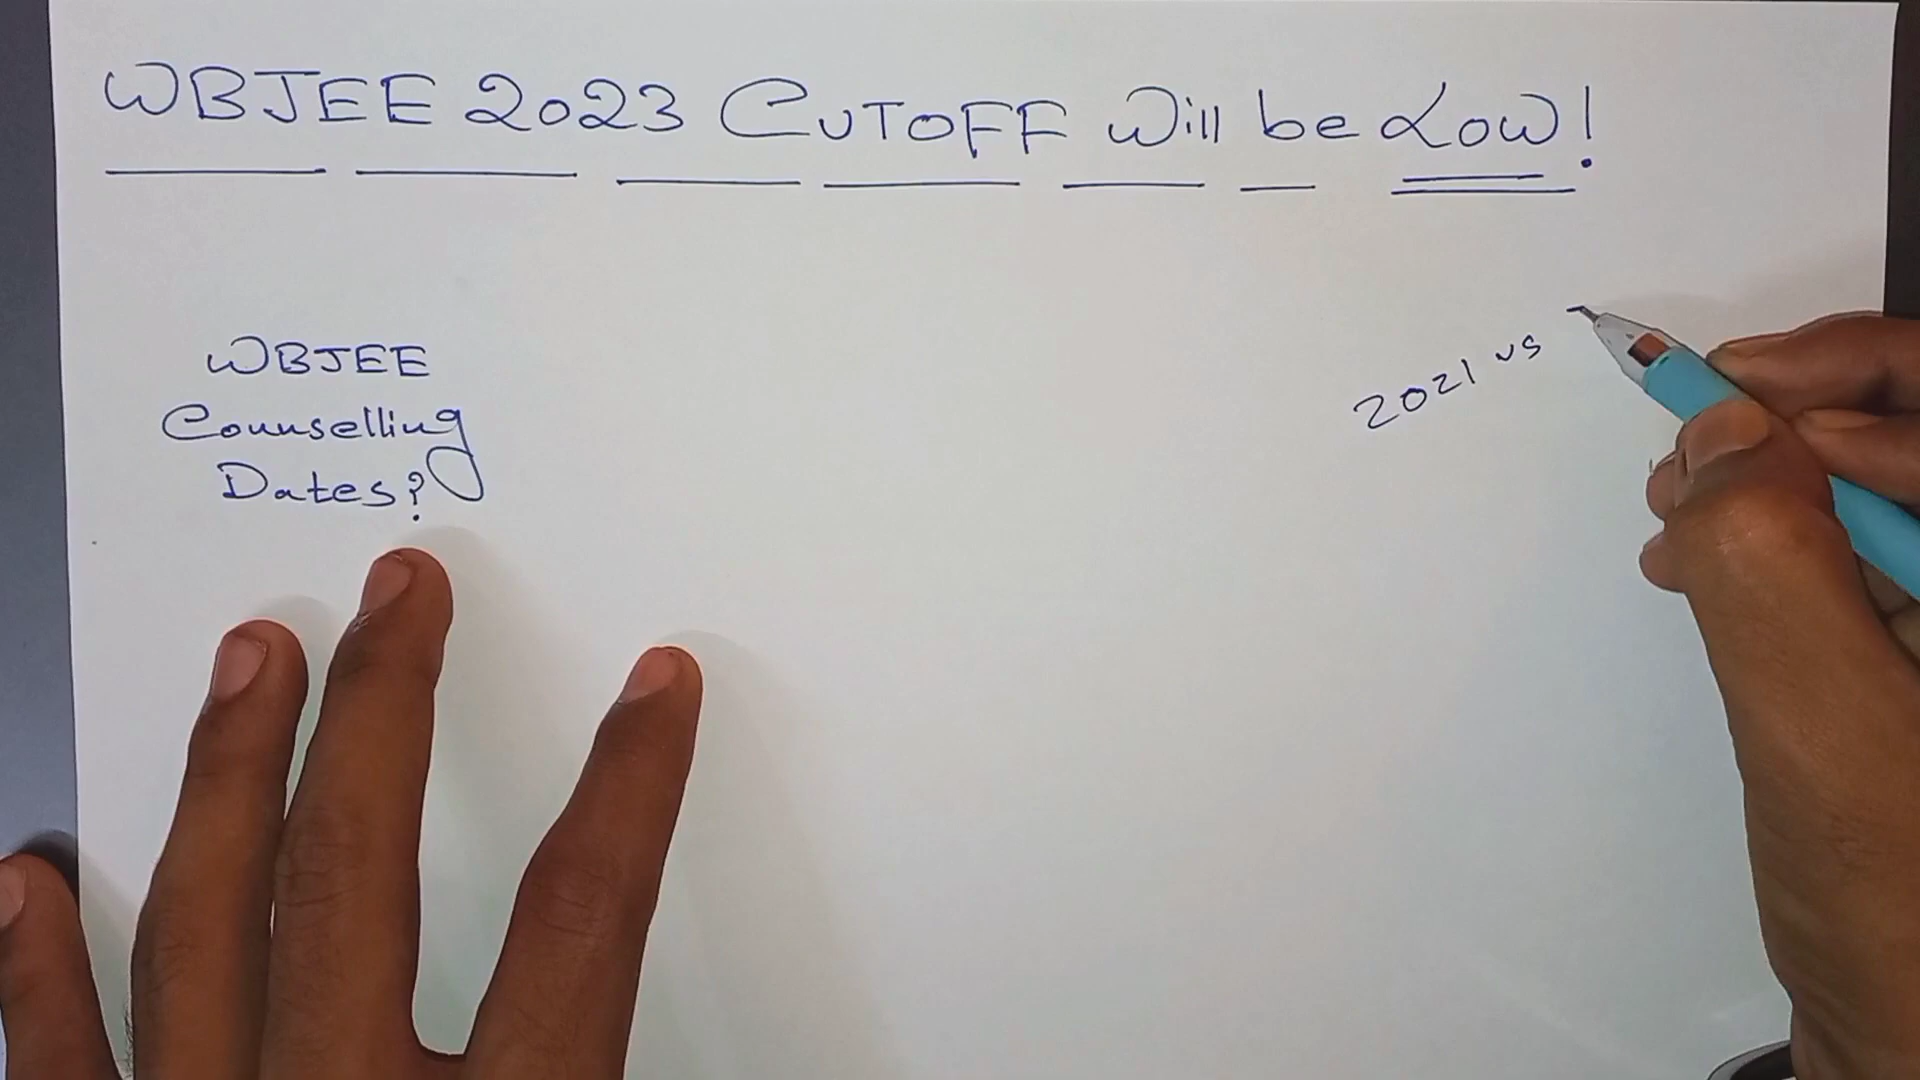 WBJEE 2023 CUTOFF Will be Low!
WBJEE
Counselling
Dates?
2021 vs